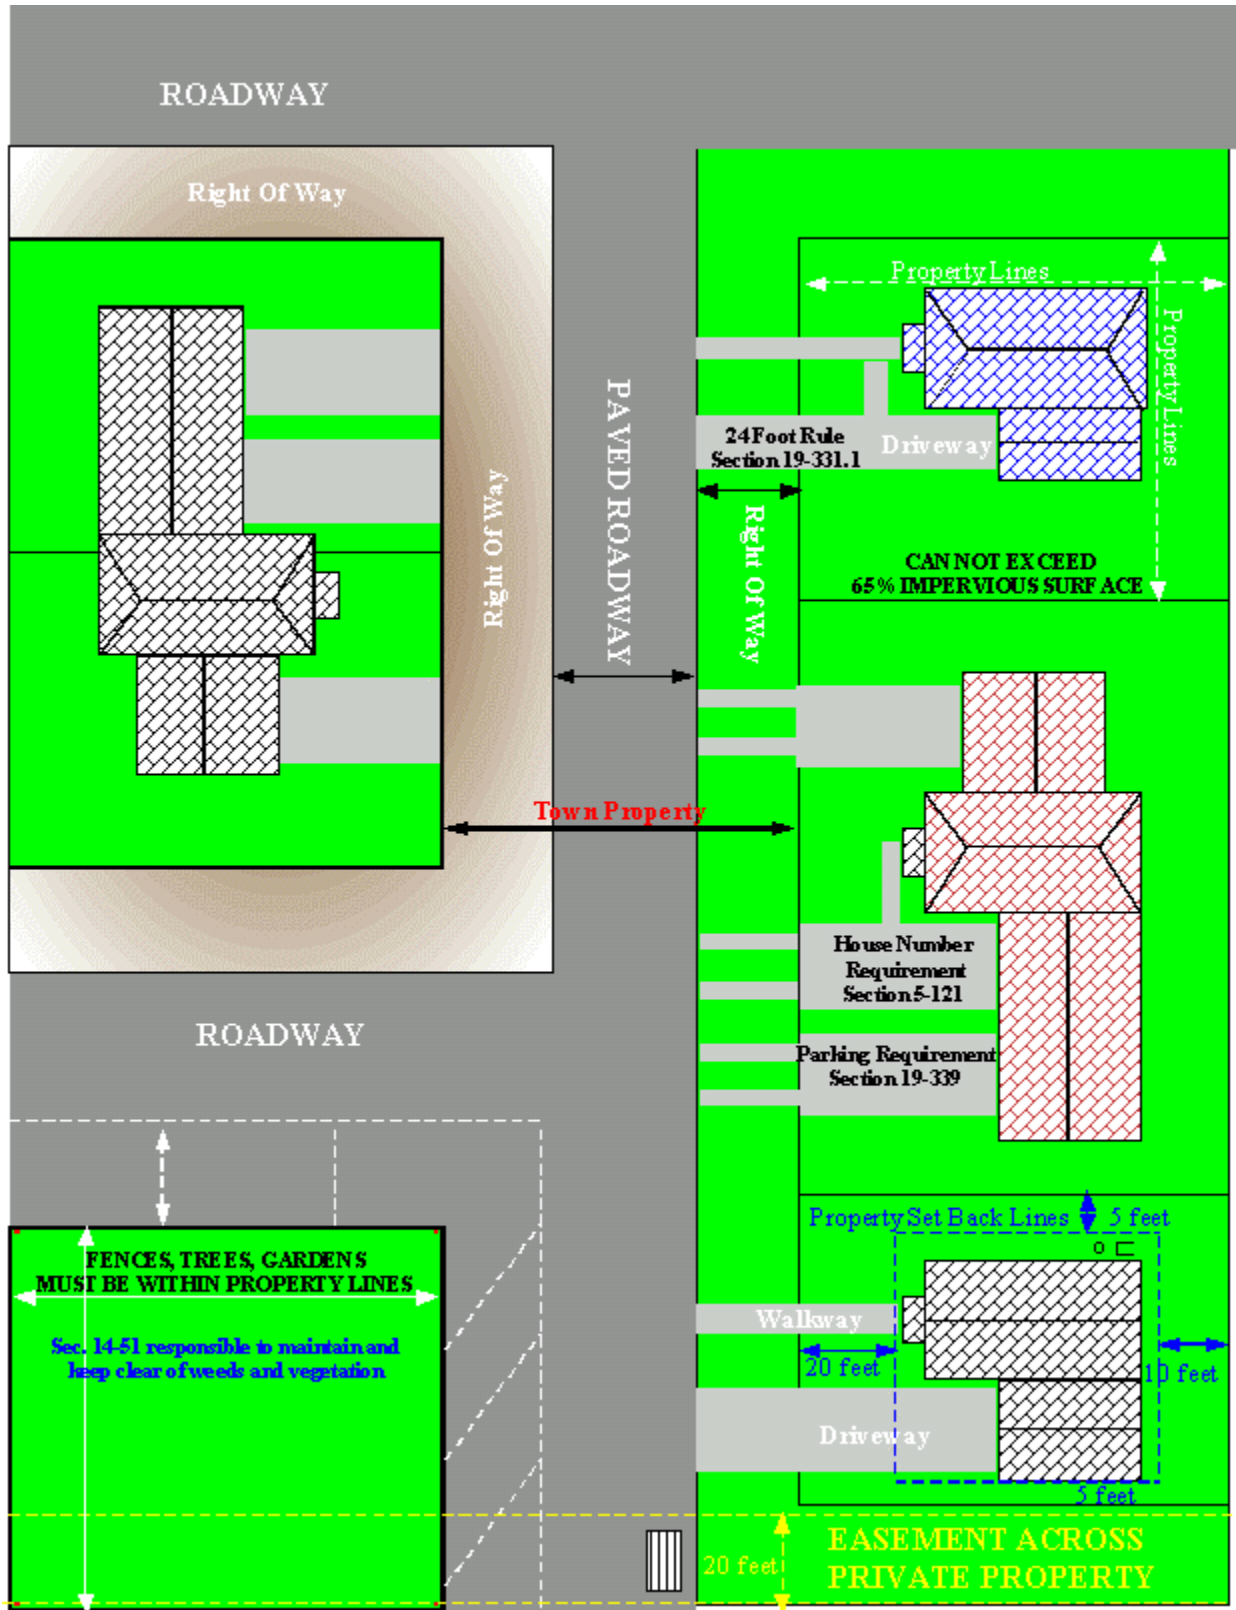 ROADWAY
Right Of Way
Property Lines
Property Lines
PAVED ROADWAY
24 Foot Rule
Section 19-331.1
Driveway
Right Of Way
Right Of Way
CAN NOT EXCEED
65% IMPERVIOUS SURFACE
Town Property
House Number
Requirement
Section 5-121
ROADWAY
Parking Requirement
Section 19-339
Property Set Back Lines
5 feet
FENCES, TREES, GARDENS
MUST BE WITHIN PROPERTY LINES
Sec. 14-51 responsible to maintain and
keep clear of weeds and vegetation
Walkway
20 feet
10 feet
Driveway
5 feet
EASEMENT ACROSS
PRIVATE PROPERTY
20 feet